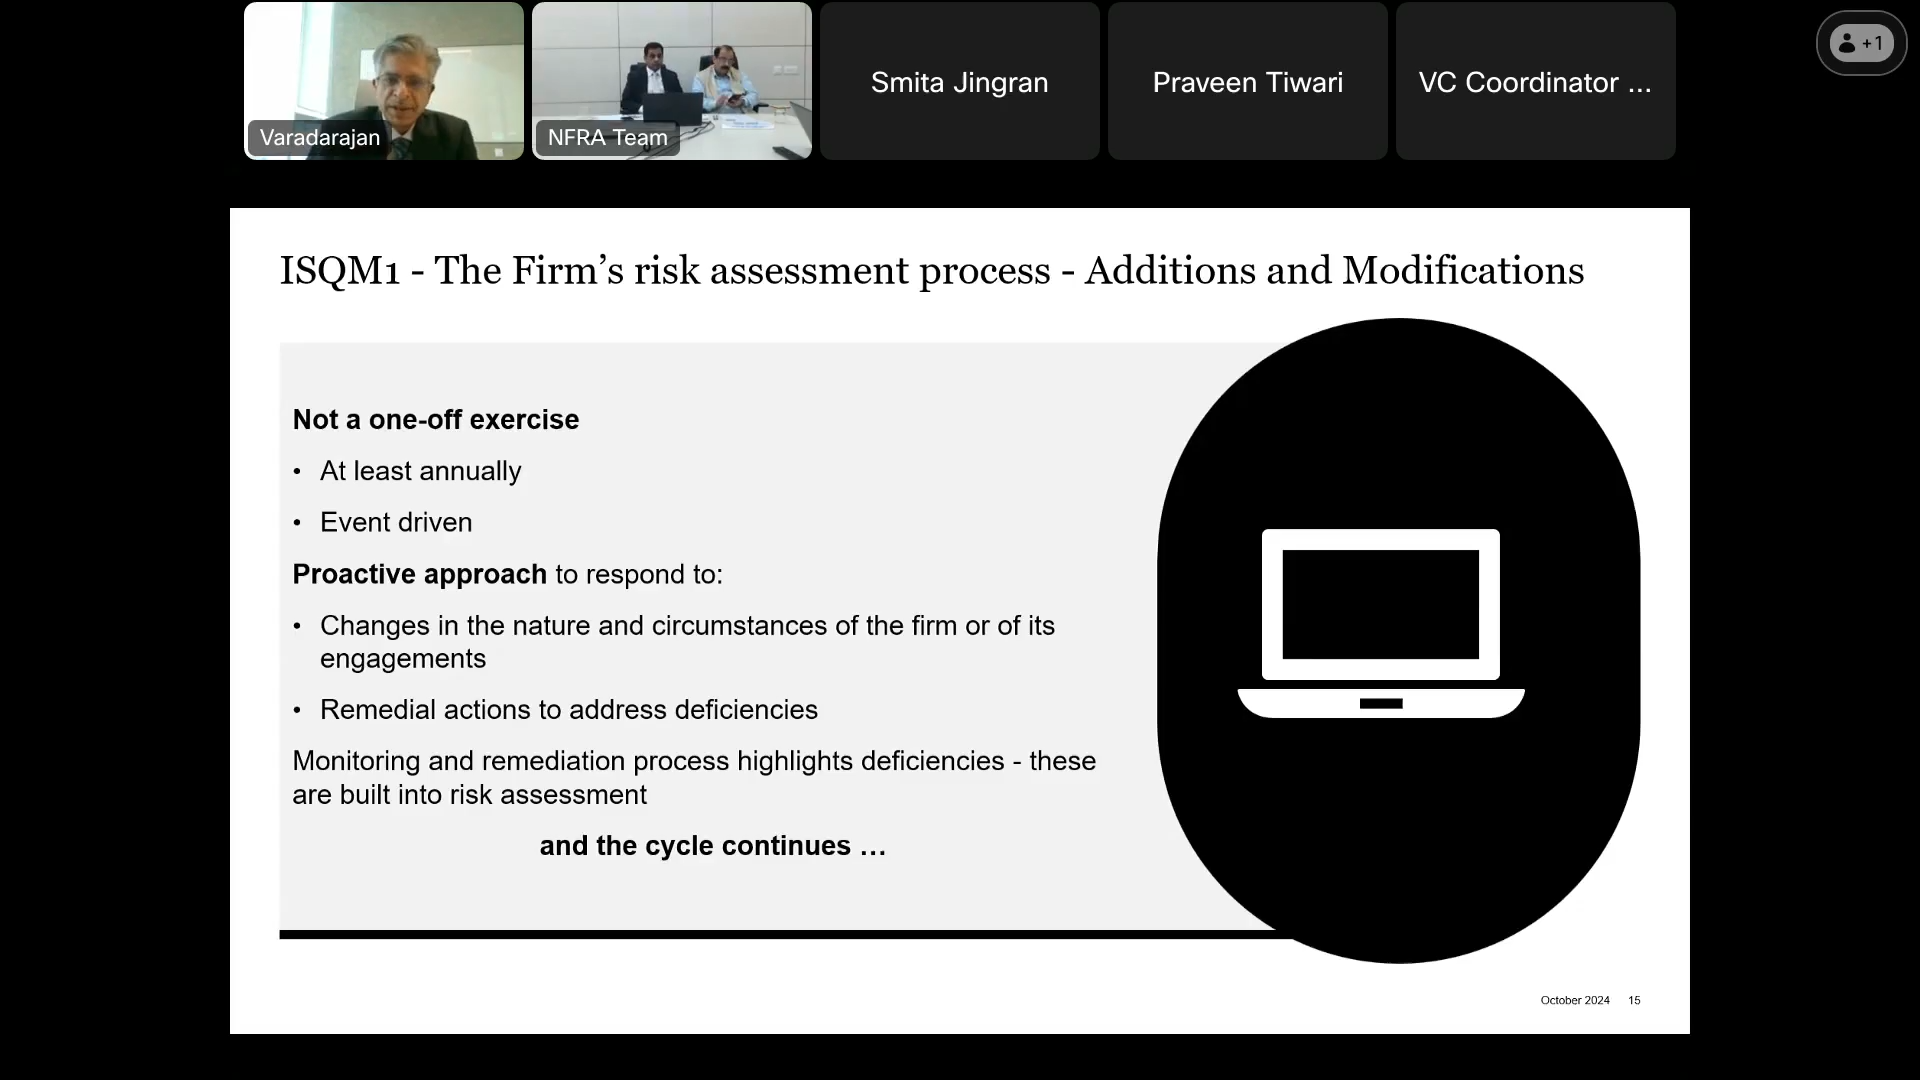 Varadarajan
NFRA Team
Smita Jingran
Praveen Tiwari
VC Coordinator ...
+1
ISQM1 - The Firm’s risk assessment process - Additions and Modifications
Not a one-off exercise
• At least annually
• Event driven
Proactive approach to respond to:
• Changes in the nature and circumstances of the firm or of its
engagements
• Remedial actions to address deficiencies
Monitoring and remediation process highlights deficiencies - these
are built into risk assessment
and the cycle continues …
October 2024 15